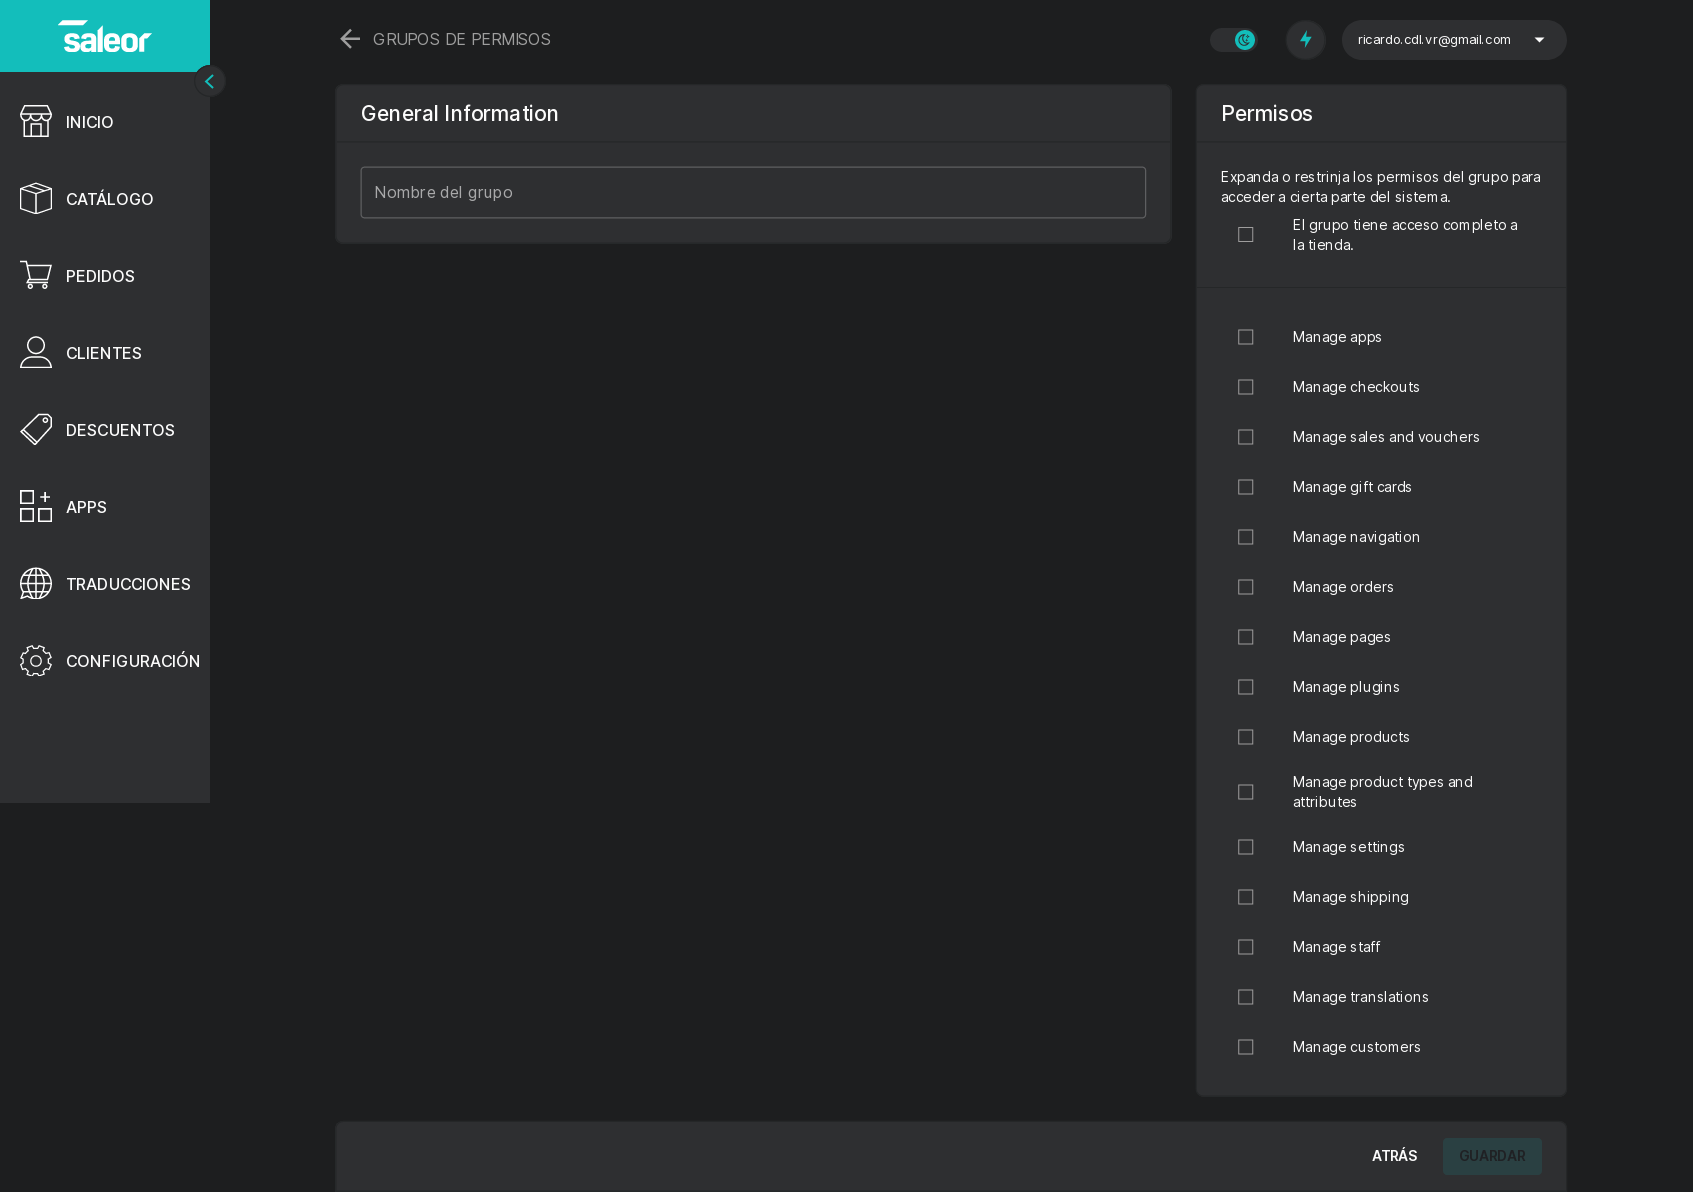 saleor
GRUPOS DE PERMISOS
ricardo.cdl.vr@gmail.com
INICIO
CATÁLOGO
PEDIDOS
CLIENTES
DESCUENTOS
APPS
TRADUCCIONES
CONFIGURACIÓN
General Information
Nombre del grupo
Permisos
Expanda o restrinja los permisos del grupo para
acceder a cierta parte del sistema.
El grupo tiene acceso completo a
la tienda.
Manage apps
Manage checkouts
Manage sales and vouchers
Manage gift cards
Manage navigation
Manage orders
Manage pages
Manage plugins
Manage products
Manage product types and
attributes
Manage settings
Manage shipping
Manage staff
Manage translations
Manage customers
ATRÁS
GUARDAR